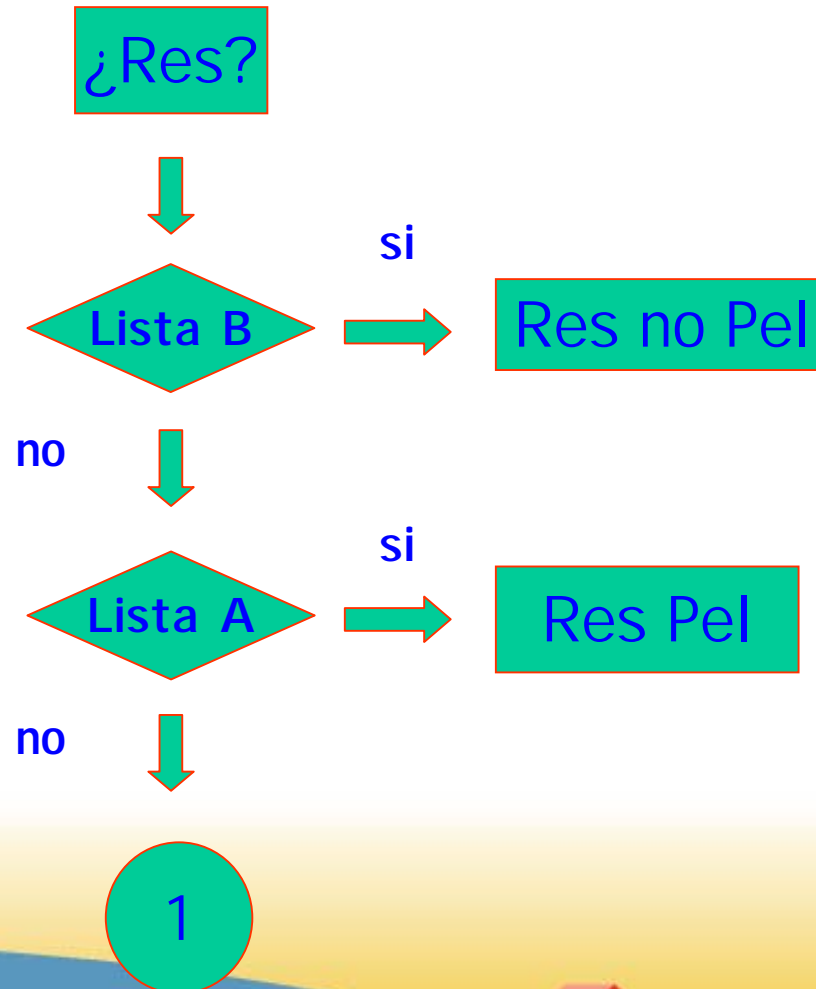 ¿Res?
si
Lista B
Res no Pel
no
si
Lista A
Res Pel
no
1